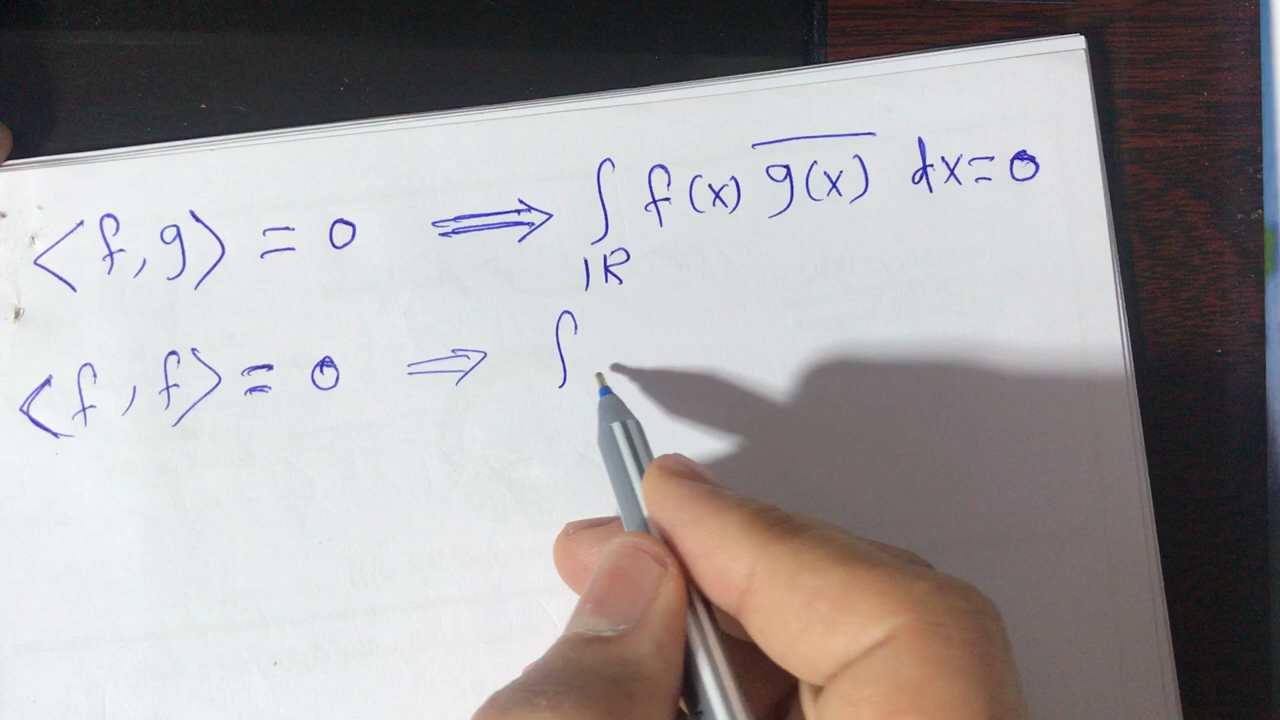 <f, g> = 0 ⟹ ∫_ℝ f(x) \overline{g(x)} dx = 0
<f, f> = 0 ⟹ ∫